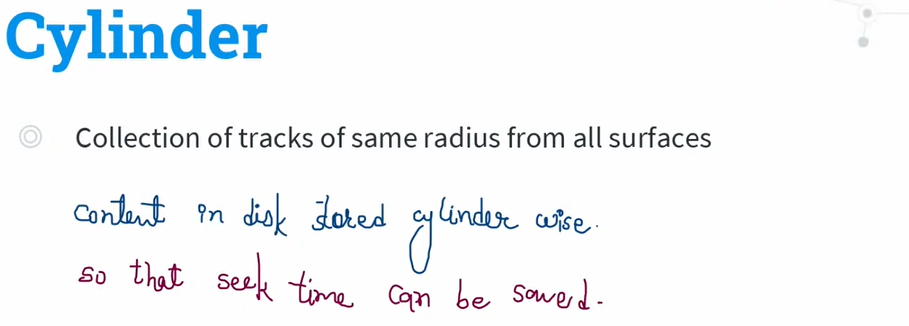 Cylinder
Collection of tracks of same radius from all surfaces
content in disk stored cylinder wise.
so that seek time can be saved.